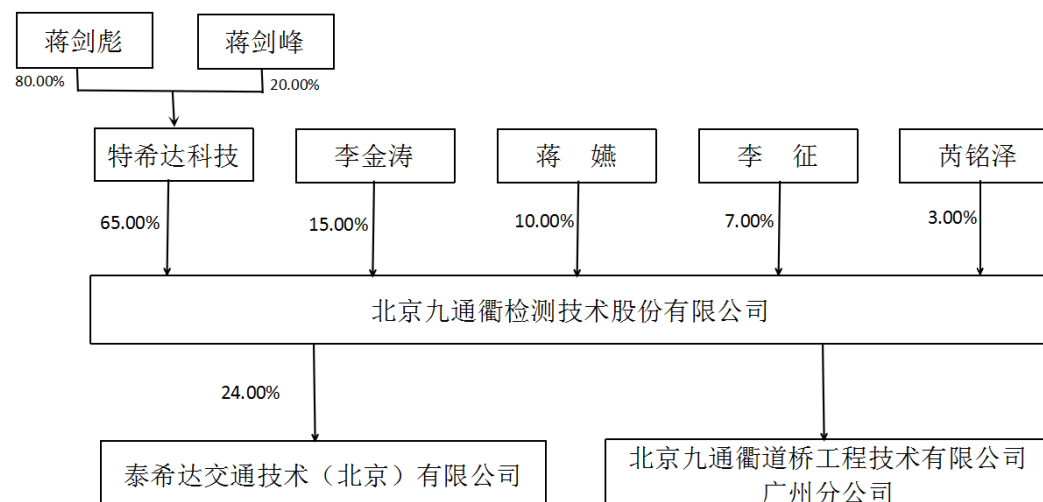 蒋剑彪
蒋剑峰
80.00%
20.00%
特希达科技
李金涛
蒋 嬿
李 征
芮铭泽
65.00%
15.00%
10.00%
7.00%
3.00%
北京九通衢检测技术股份有限公司
24.00%
泰希达交通技术（北京）有限公司
北京九通衢道桥工程技术有限公司
广州分公司